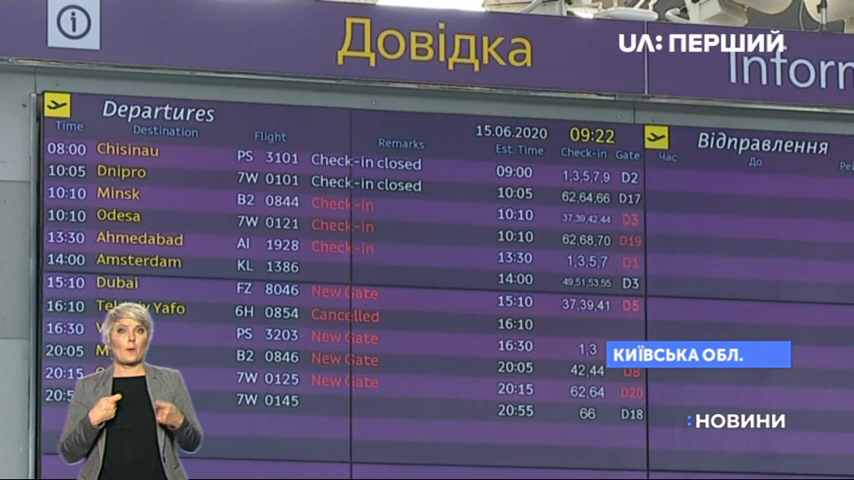 Довідка
Inform
UA: ПЕРШИЙ
Departures
15.06.2020 09:22
Відправлення
Time Destination Flight Remarks Est. Time Check-in Gate
Час До
08:00 Chisinau PS 3101 Check-in closed 09:00 1,3,5,7,9 D2
10:05 Dnipro 7W 0101 Check-in closed 10:05 62,64,66 D17
10:10 Minsk B2 0844 Check-in 10:10 37,39,42,44 D3
10:10 Odesa 7W 0121 Check-in 10:10 62,68,70 D19
13:30 Ahmedabad AI 1928 Check-in 13:30 1,3,5,7 D1
14:00 Amsterdam KL 1386 14:00 49,51,53,55 D3
15:10 Dubai FZ 8046 New Gate 15:10 37,39,41 D5
16:10 Yafo 6H 0854 Cancelled 16:10
16:30 PS 3203 New Gate 16:30 1,3
20:05 M B2 0846 New Gate 20:05 42,44 D8
20:15 7W 0125 New Gate 20:15 62,64 D20
20:5 7W 0145 20:55 66 D18
КИЇВСЬКА ОБЛ.
:НОВИНИ